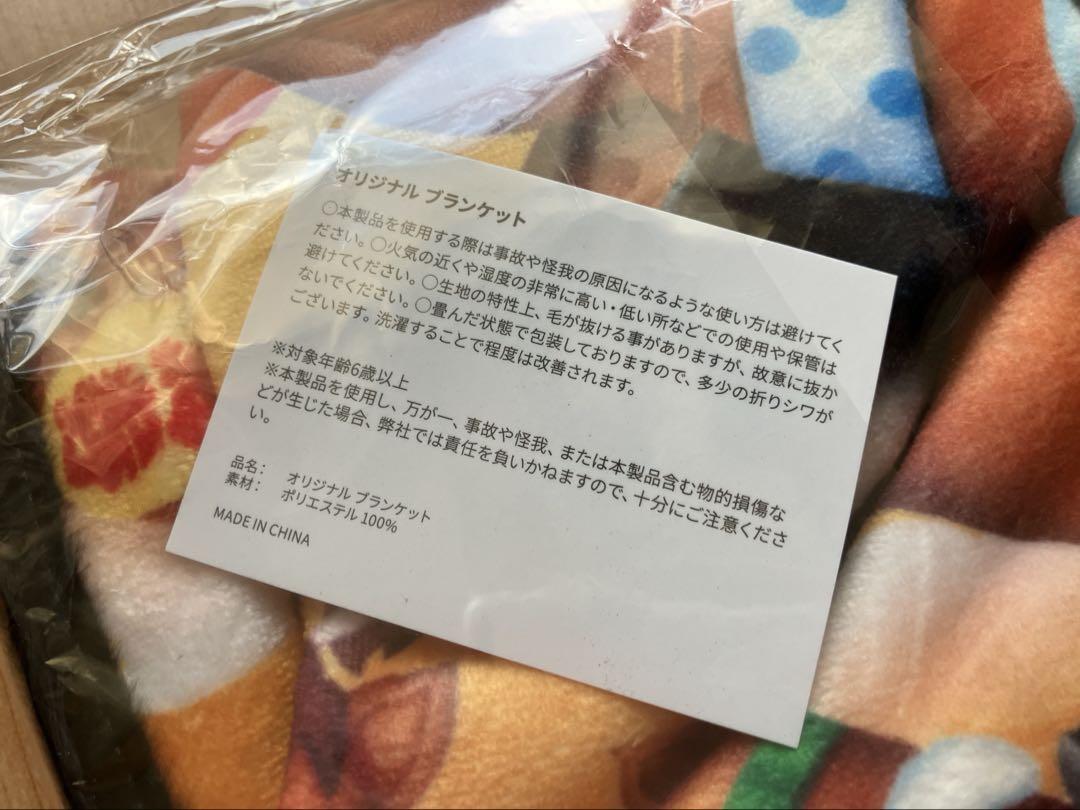 オリジナル ブランケット
○本製品を使用する際は事故や怪我の原因になるような使い方は避けてく
ださい。○火気の近くや湿度の非常に高い・低い所などでの使用や保管は
避けてください。○生地の特性上、毛が抜ける事がありますが、故意に抜か
ないでください。○畳んだ状態で包装しておりますので、多少の折りシワが
ございます。洗濯することで程度は改善されます。
※対象年齢6歳以上
※本製品を使用し、万が一、事故や怪我、または本製品含む物的損傷な
どが生じた場合、弊社では責任を負いかねますので、十分にご注意くださ
い。
品名： オリジナル ブランケット
素材： ポリエステル 100%
MADE IN CHINA